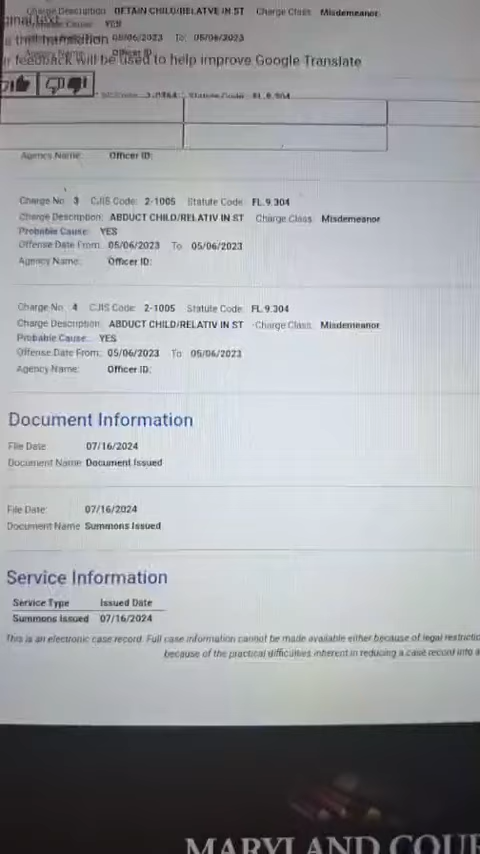 Charge Description: DETAIN CHILD/RELATVE IN ST Charge Class: Misdemeanor
Probable Cause: YES
05/06/2023 To 05/06/2023
Officer ID
r feedback will be used to help improve Google Translate
Statute Code: FL.9.304
Agency Name: Officer ID:
Charge No: 3 CJIS Code: 2-1005 Statute Code: FL.9.304
Charge Description: ABDUCT CHILD/RELATIV IN ST Charge Class: Misdemeanor
Probable Cause: YES
Offense Date From: 05/06/2023 To: 05/06/2023
Agency Name: Officer ID:
Charge No: 4 CJIS Code: 2-1005 Statute Code: FL.9.304
Charge Description: ABDUCT CHILD/RELATIV IN ST Charge Class: Misdemeanor
Probable Cause: YES
Offense Date From: 05/06/2023 To: 05/06/2023
Agency Name: Officer ID:
Document Information
File Date: 07/16/2024
Document Name: Document Issued
File Date: 07/16/2024
Document Name: Summons Issued
Service Information
Service Type Issued Date
Summons Issued 07/16/2024
This is an electronic case record. Full case information cannot be made available either because of legal restrictio
because of the practical difficulties inherent in reducing a case record into a
MARYLAND COUR